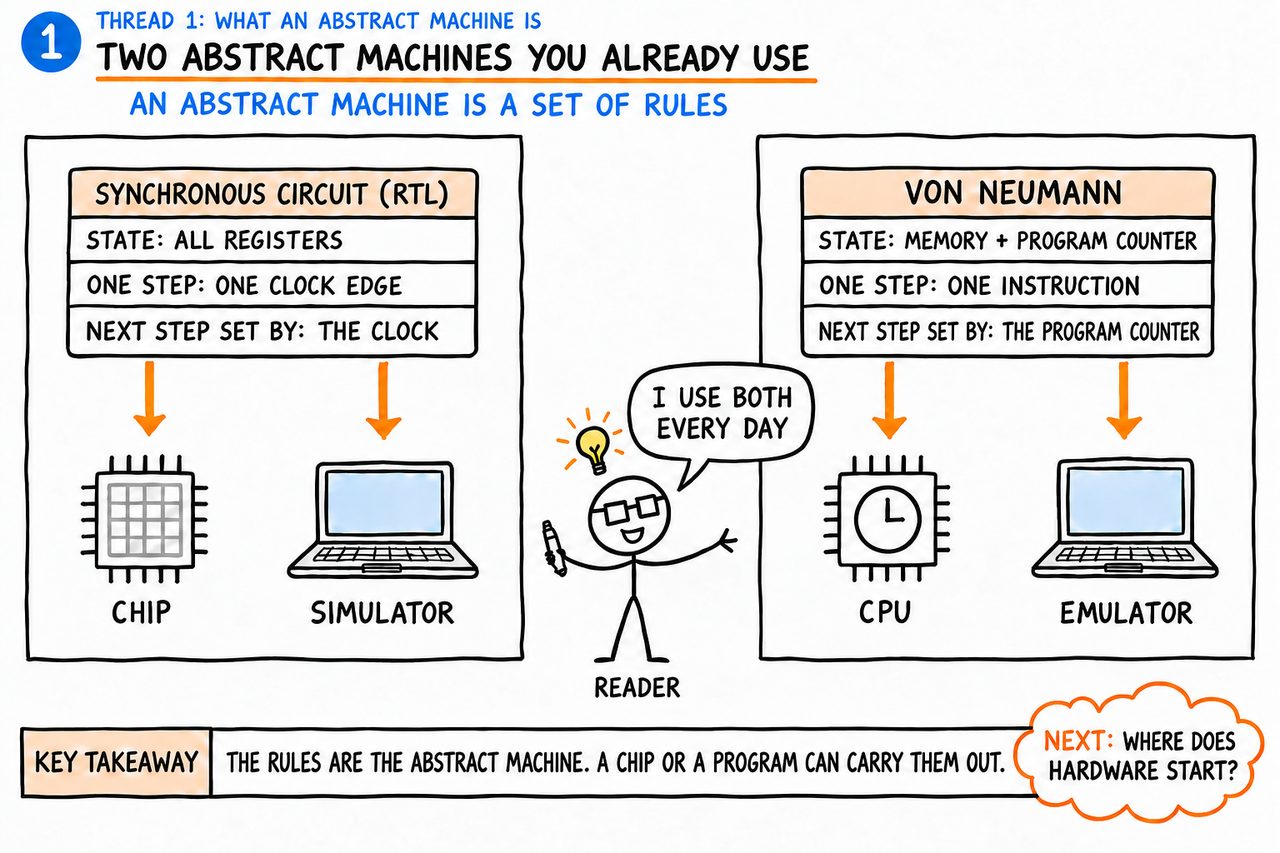 1
THREAD 1: WHAT AN ABSTRACT MACHINE IS
TWO ABSTRACT MACHINES YOU ALREADY USE
AN ABSTRACT MACHINE IS A SET OF RULES
SYNCHRONOUS CIRCUIT (RTL)
STATE: ALL REGISTERS
ONE STEP: ONE CLOCK EDGE
NEXT STEP SET BY: THE CLOCK
CHIP
SIMULATOR
I USE BOTH
EVERY DAY
READER
VON NEUMANN
STATE: MEMORY + PROGRAM COUNTER
ONE STEP: ONE INSTRUCTION
NEXT STEP SET BY: THE PROGRAM COUNTER
CPU
EMULATOR
KEY TAKEAWAY
THE RULES ARE THE ABSTRACT MACHINE. A CHIP OR A PROGRAM CAN CARRY THEM OUT.
NEXT: WHERE DOES
HARDWARE START?